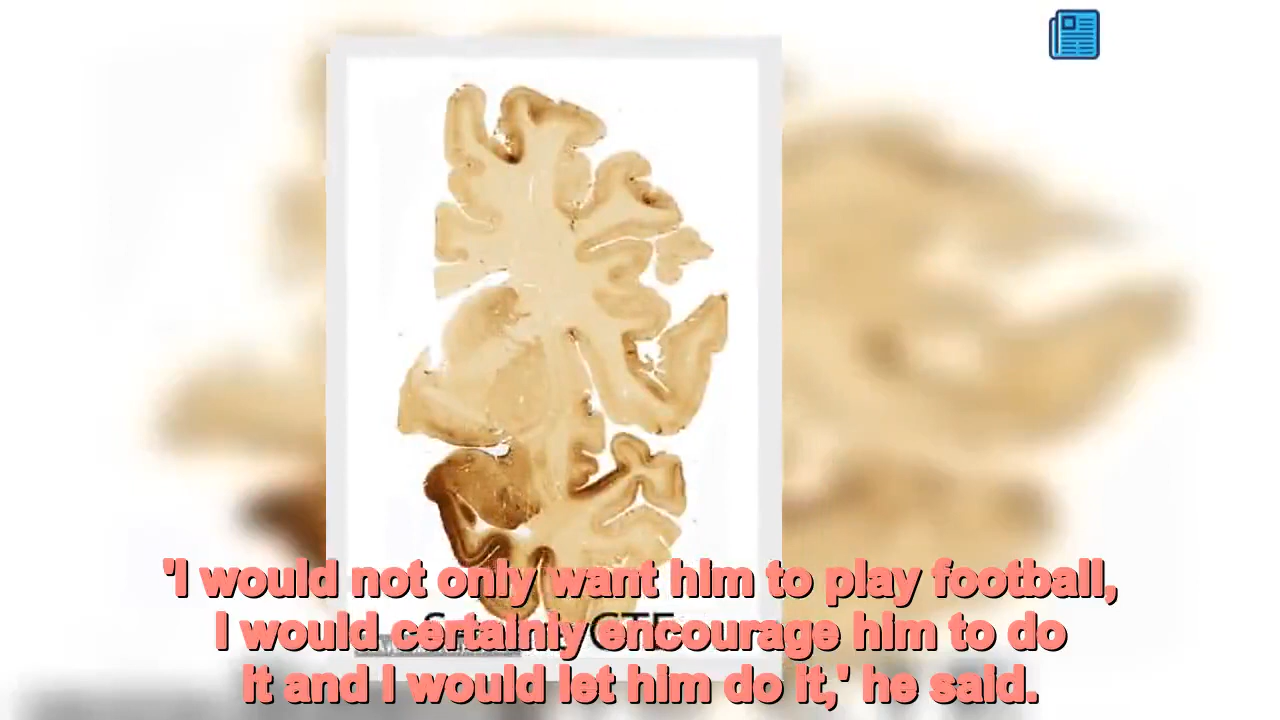 'I would not only want him to play football,
I would certainly encourage him to do
it and I would let him do it,' he said.
CTE